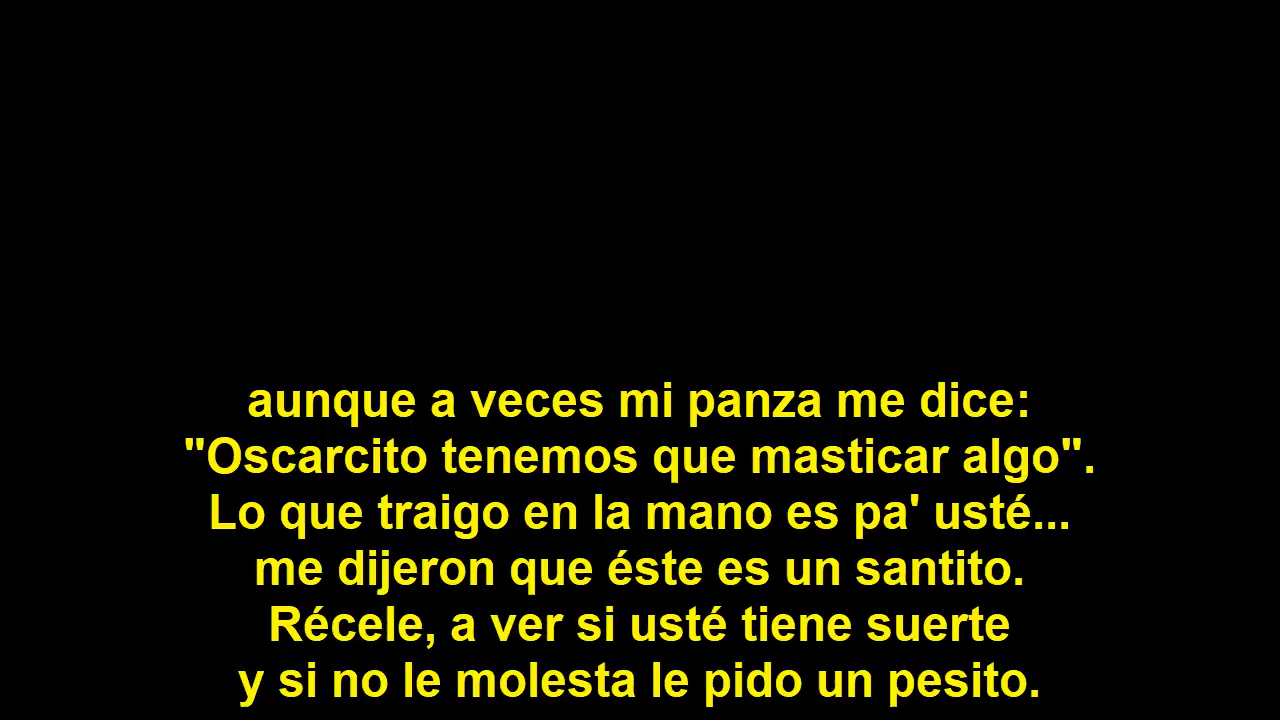 aunque a veces mi panza me dice:
"Oscarcito tenemos que masticar algo".
Lo que traigo en la mano es pa' usté...
me dijeron que éste es un santito.
Récele, a ver si usté tiene suerte
y si no le molesta le pido un pesito.